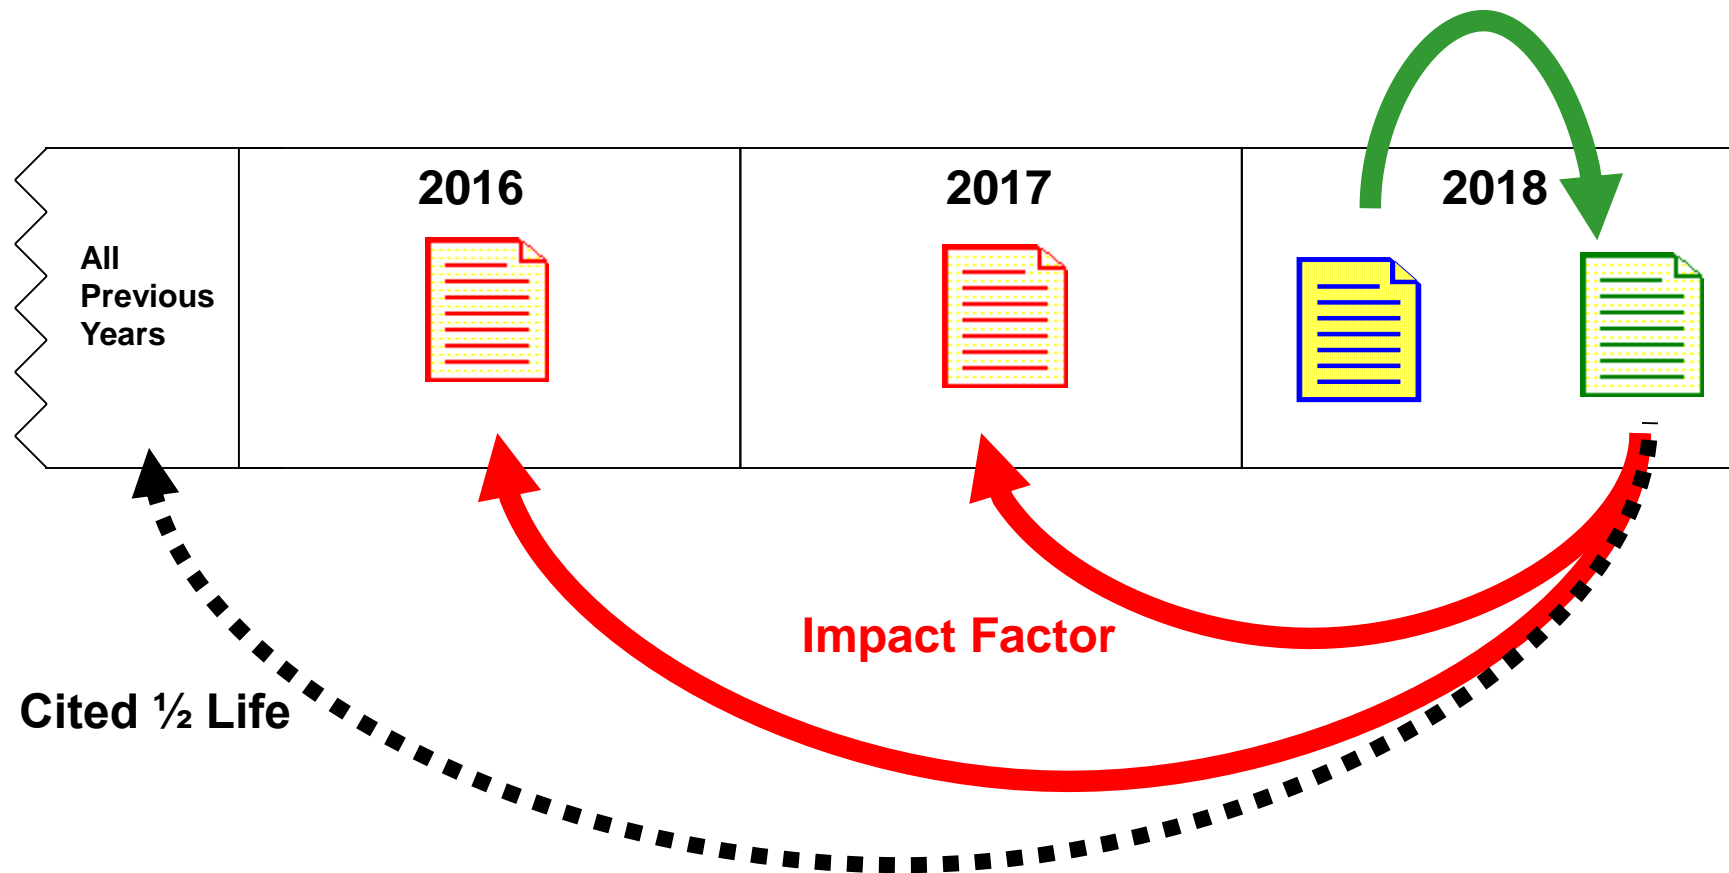 2016
2017
2018
All
Previous
Years
Impact Factor
Cited ½ Life